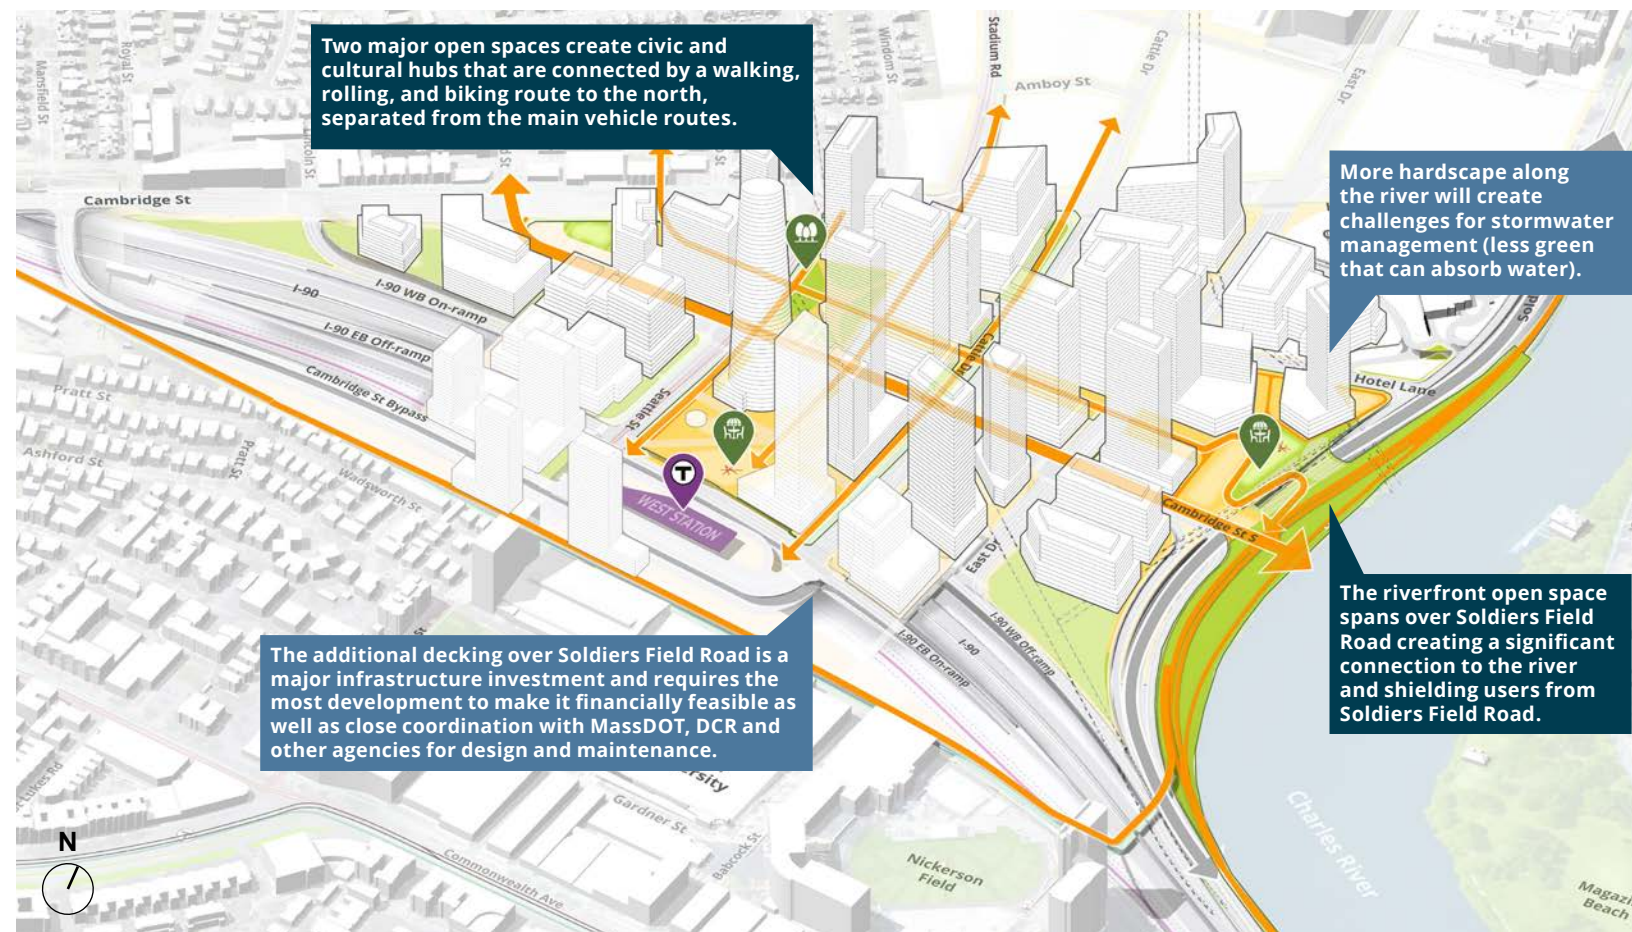 Two major open spaces create civic and
cultural hubs that are connected by a walking,
rolling, and biking route to the north,
separated from the main vehicle routes.
More hardscape along
the river will create
challenges for stormwater
management (less green
that can absorb water).
The additional decking over Soldiers Field Road is a
major infrastructure investment and requires the
most development to make it financially feasible as
well as close coordination with MassDOT, DCR and
other agencies for design and maintenance.
The riverfront open space
spans over Soldiers Field
Road creating a significant
connection to the river
and shielding users from
Soldiers Field Road.
Mansfield St
Royal St
Lincoln St
Windom St
Stadium Rd
Cattle Dr
Amboy St
East Dr
Cambridge St
I-90
I-90 WB On-ramp
I-90 EB Off-ramp
Cambridge St Bypass
Seattle St
Cattle Dr
Hotel Lane
Pratt St
Pratt St
Ashford St
Wadsworth St
T
WEST STATION
Cambridge St S
East Dr
I-90 EB On-ramp
I-90
I-90 WB Off-ramp
Gardner St
Babcock St
Commonwealth Ave
Nickerson
Field
Charles River
Beach
N